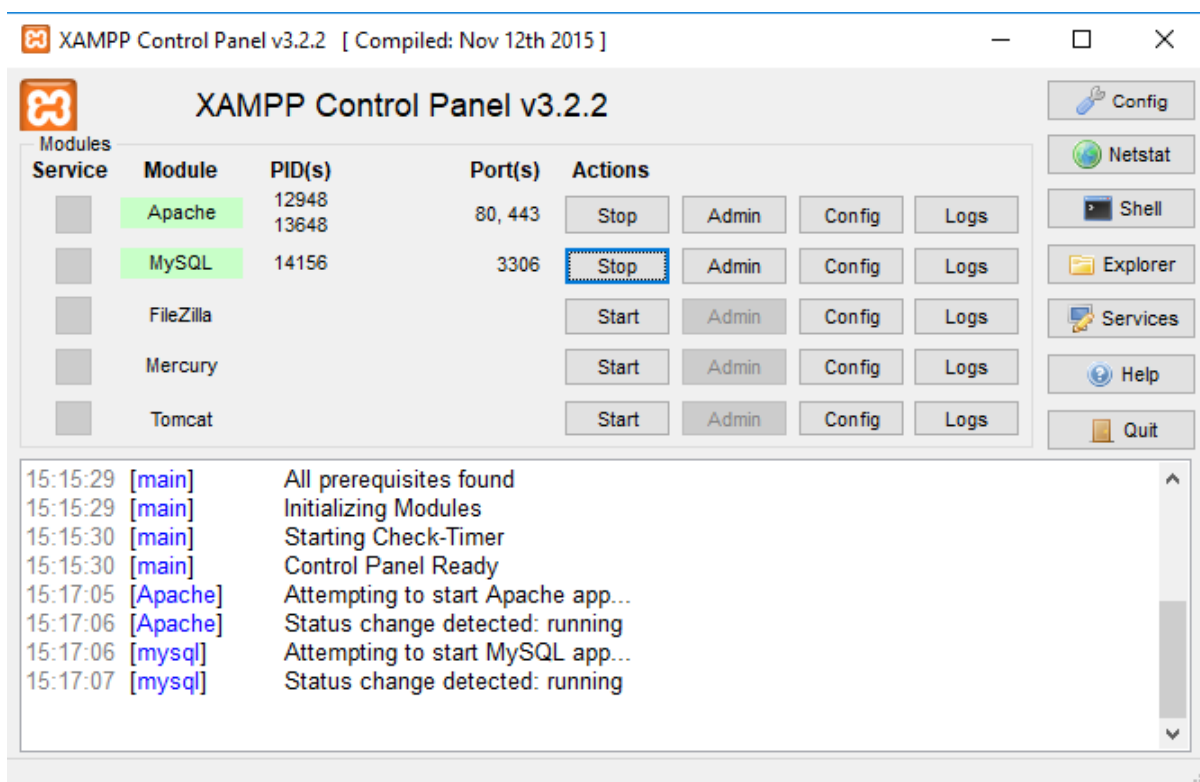 XAMPP Control Panel v3.2.2 [ Compiled: Nov 12th 2015 ]
XAMPP Control Panel v3.2.2
Config
Netstat
Shell
Explorer
Services
Help
Quit
Modules
Service Module PID(s) Port(s) Actions
Apache 12948 13648 80, 443 Stop Admin Config Logs
MySQL 14156 3306 Stop Admin Config Logs
FileZilla Start Admin Config Logs
Mercury Start Admin Config Logs
Tomcat Start Admin Config Logs
15:15:29 [main] All prerequisites found
15:15:29 [main] Initializing Modules
15:15:30 [main] Starting Check-Timer
15:15:30 [main] Control Panel Ready
15:17:05 [Apache] Attempting to start Apache app...
15:17:06 [Apache] Status change detected: running
15:17:06 [mysql] Attempting to start MySQL app...
15:17:07 [mysql] Status change detected: running